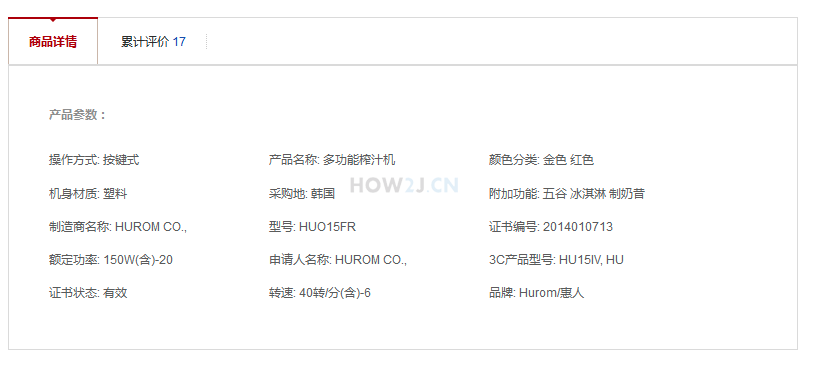 商品详情 累计评价 17
产品参数：
操作方式: 按键式 产品名称: 多功能榨汁机 颜色分类: 金色 红色
机身材质: 塑料 采购地: 韩国 HOW2J.CN 附加功能: 五谷 冰淇淋 制奶昔
制造商名称: HUROM CO., 型号: HUO15FR 证书编号: 2014010713
额定功率: 150W(含)-20 申请人名称: HUROM CO., 3C产品型号: HU15IV, HU
证书状态: 有效 转速: 40转/分(含)-6 品牌: Hurom/惠人